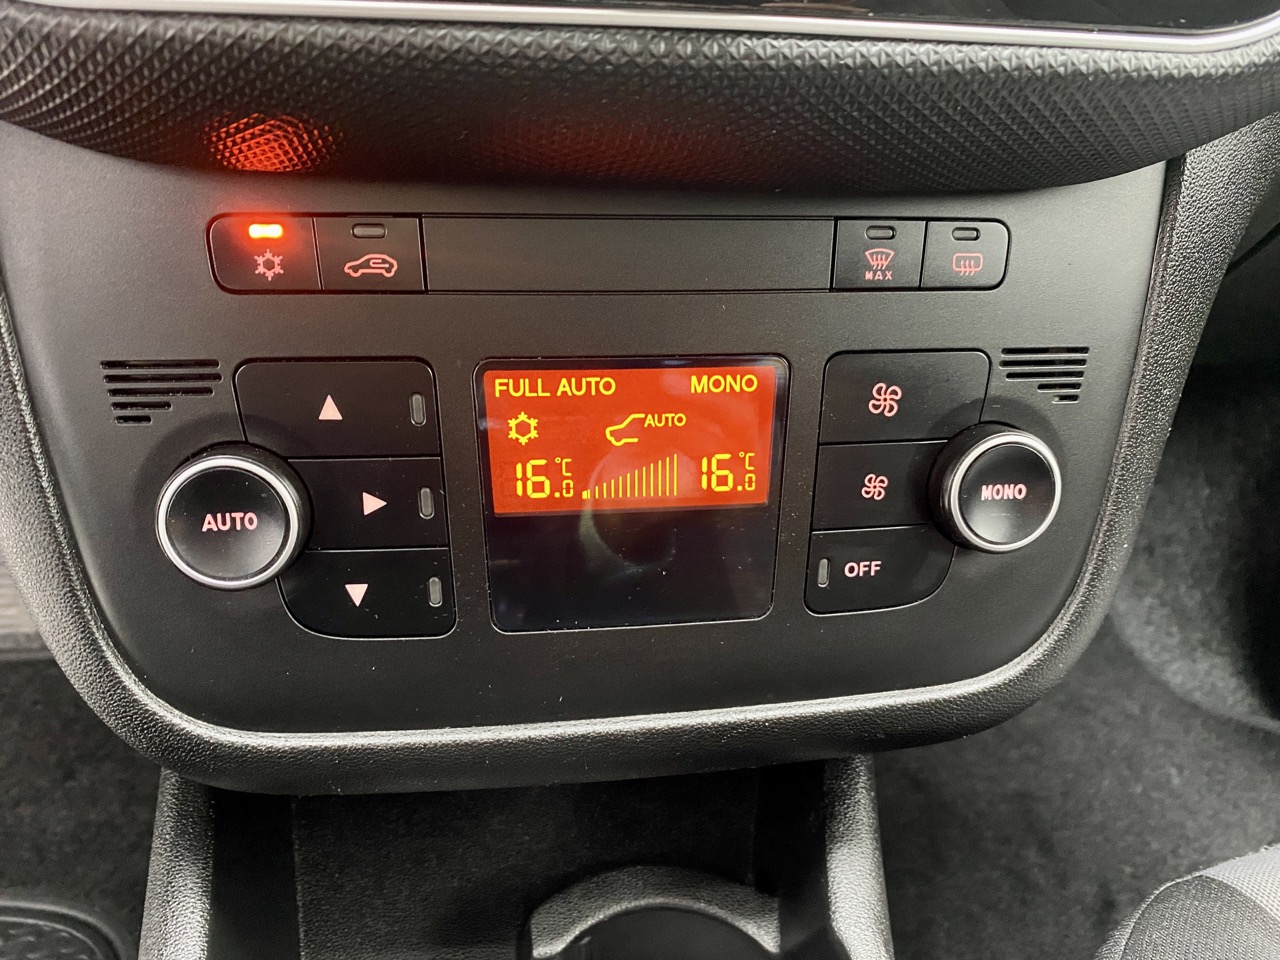 MAX
FULL AUTO MONO
AUTO
16.0 °C 16.0 °C
AUTO
MONO
OFF